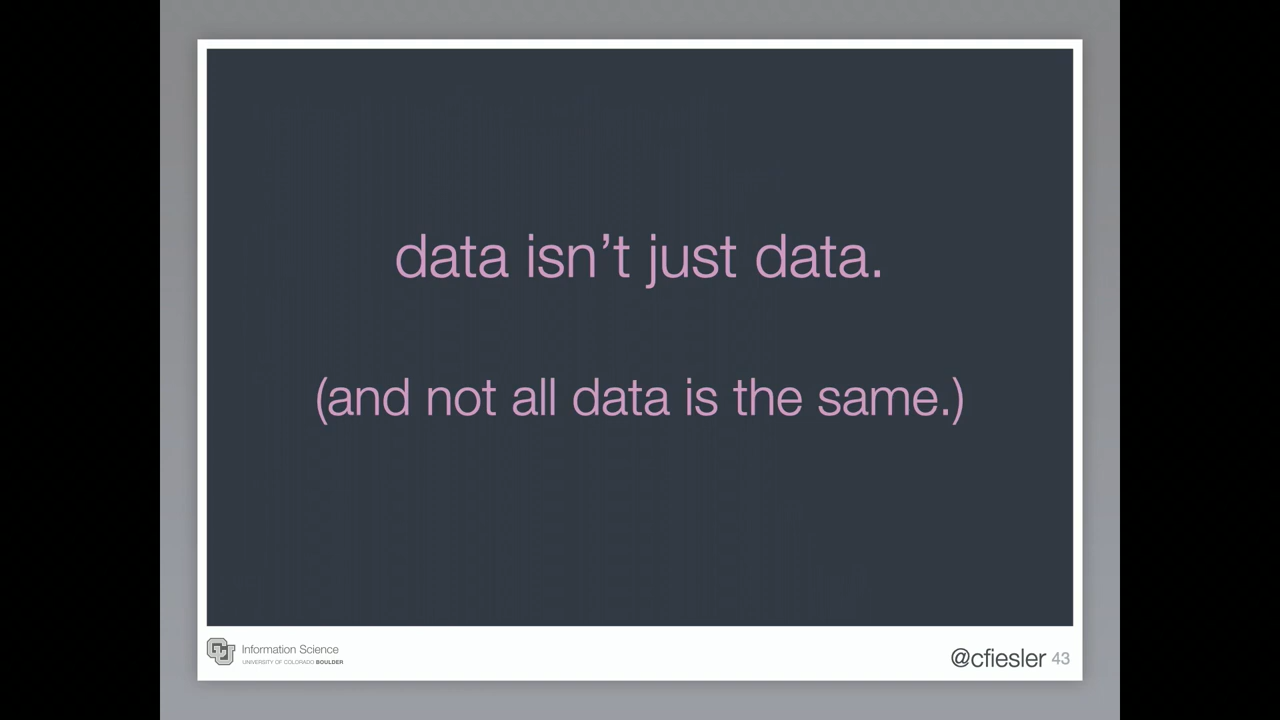 data isn’t just data.
(and not all data is the same.)
CU Information Science
UNIVERSITY OF COLORADO BOULDER
@cfiesler 43